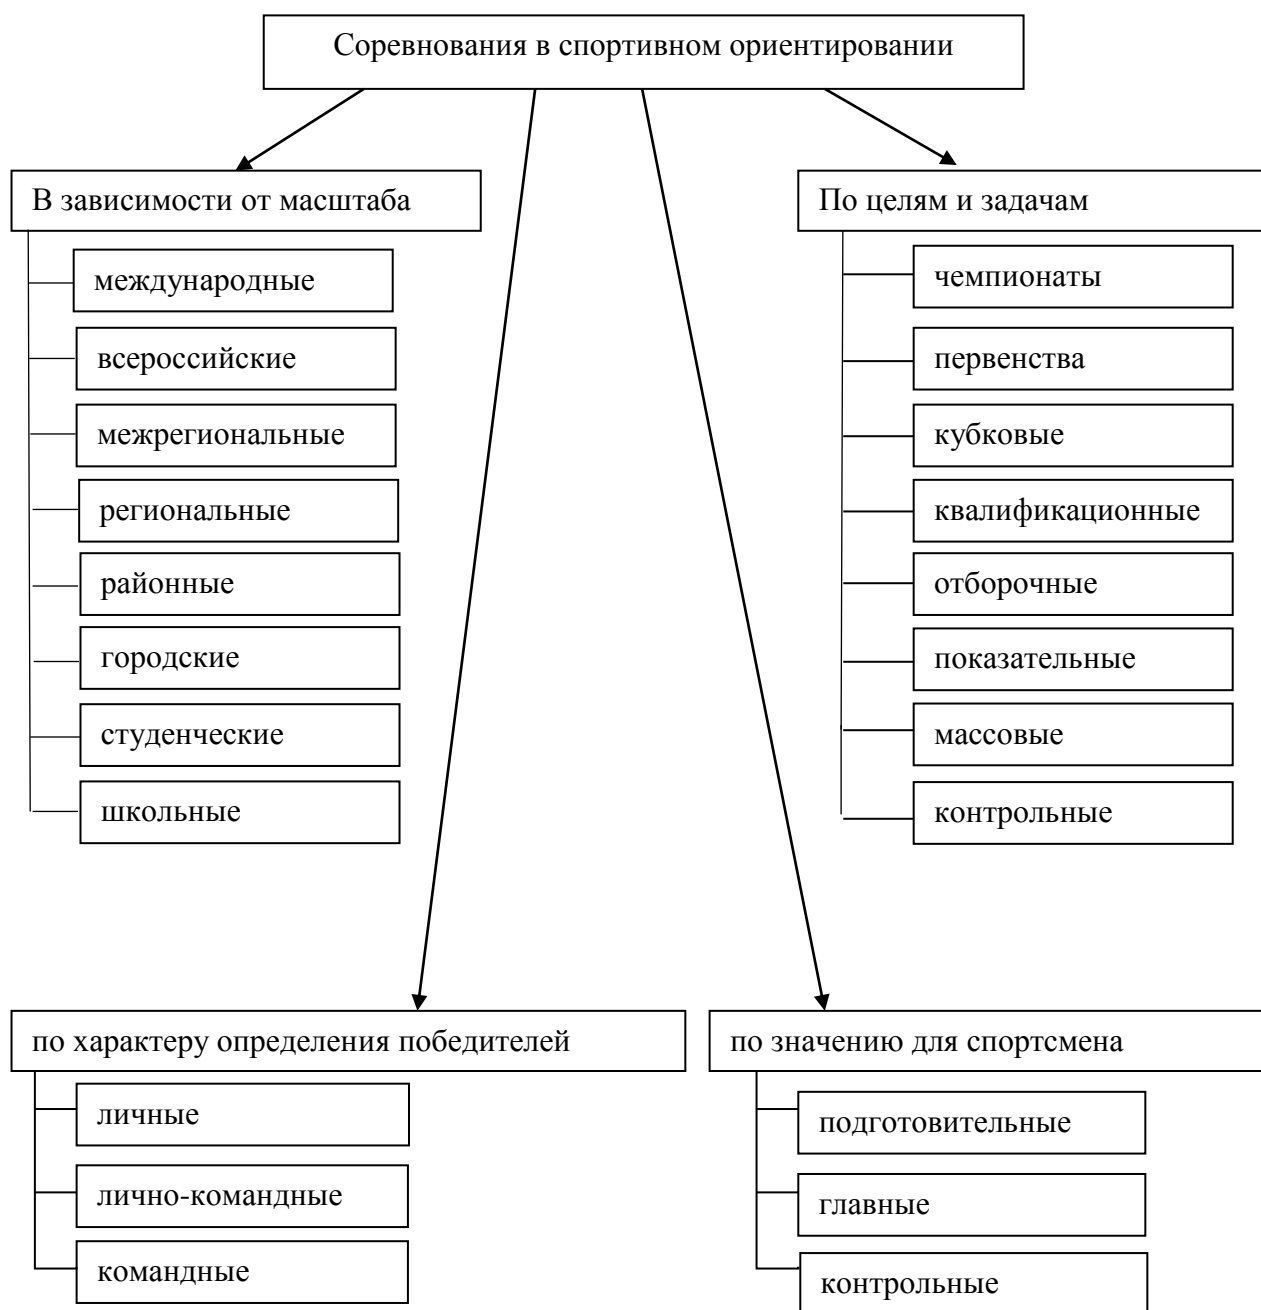 Соревнования в спортивном ориентировании
В зависимости от масштаба
международные
всероссийские
межрегиональные
региональные
районные
городские
студенческие
школьные
По целям и задачам
чемпионаты
первенства
кубковые
квалификационные
отборочные
показательные
массовые
контрольные
по характеру определения победителей
личные
лично-командные
командные
по значению для спортсмена
подготовительные
главные
контрольные